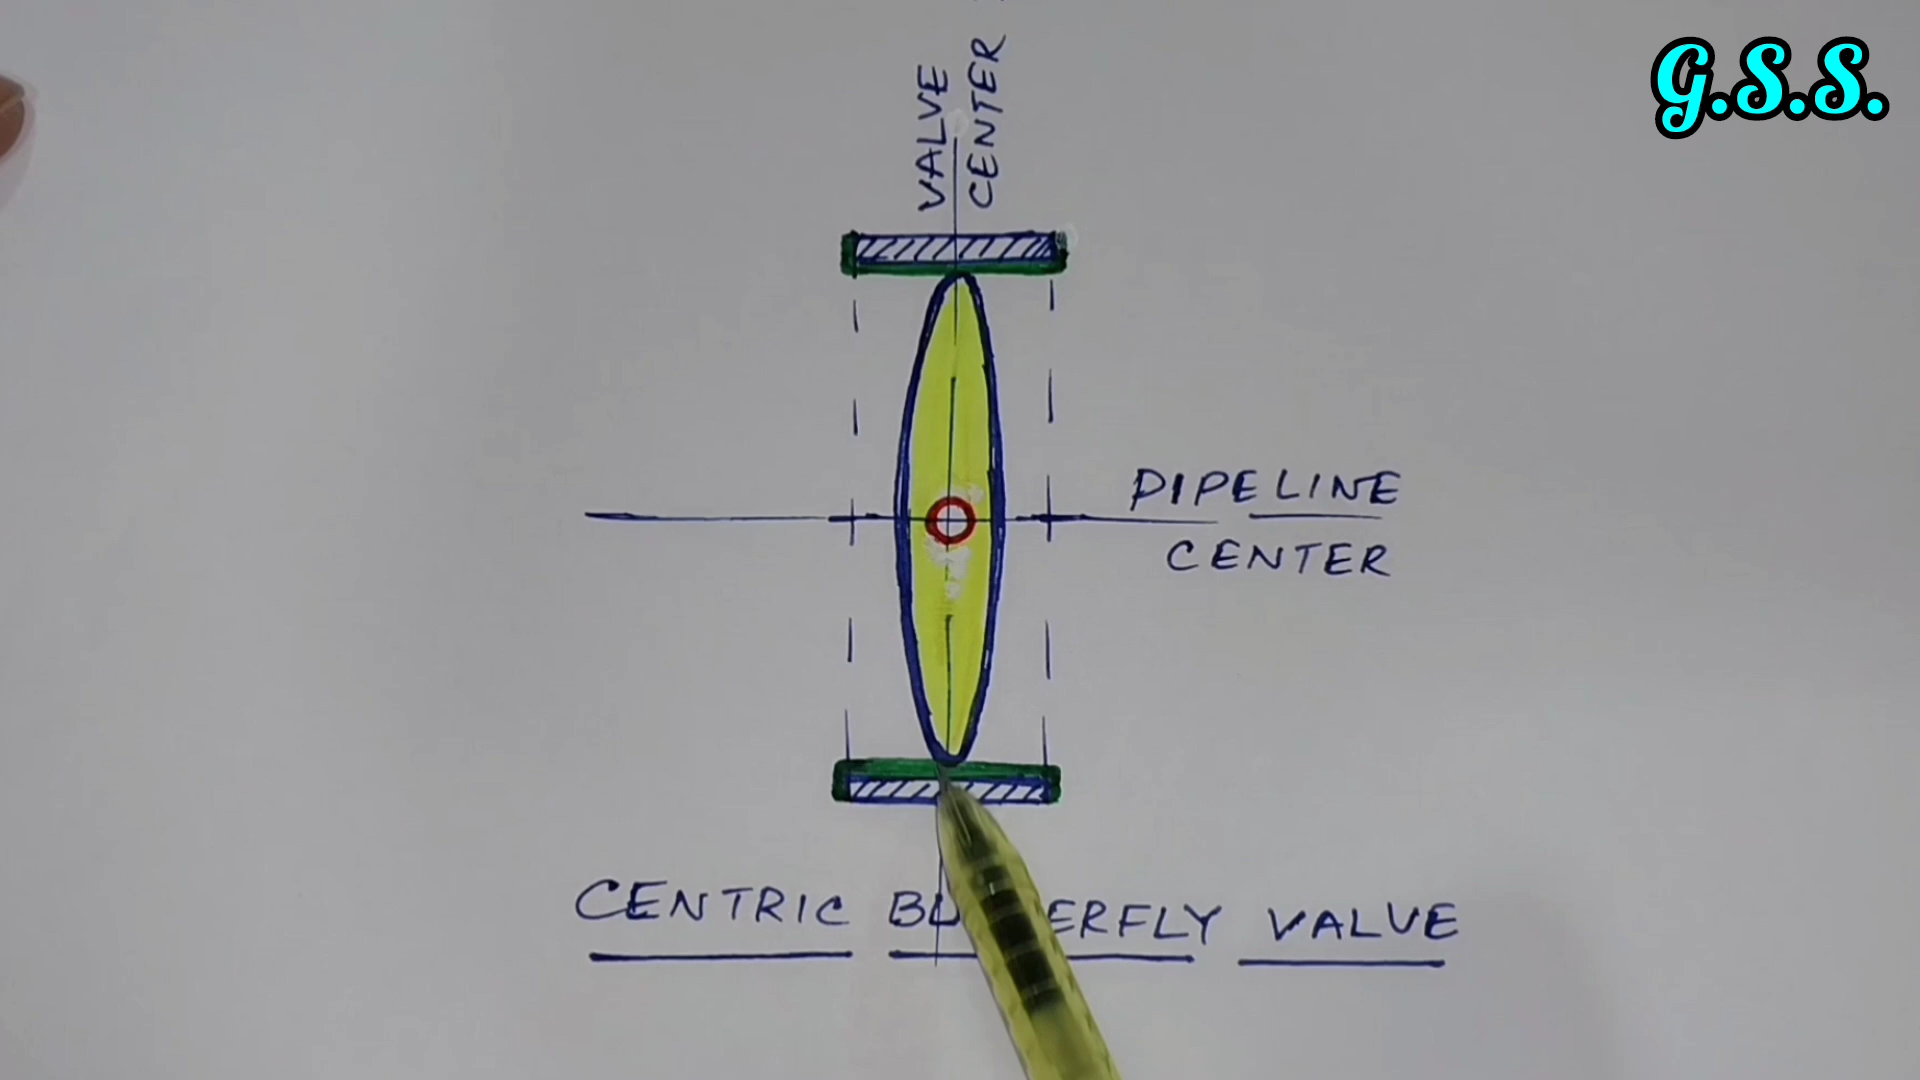 G.S.S.
VALVE
CENTER
PIPELINE
CENTER
CENTRIC VALVE